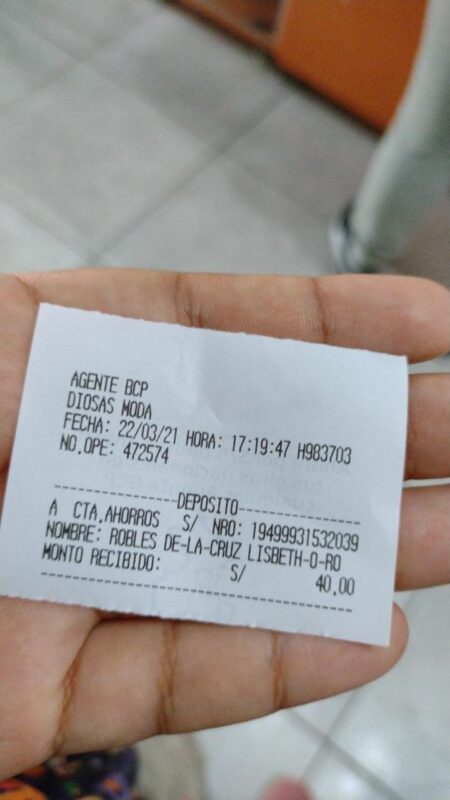 AGENTE BCP
DIOSAS MODA
FECHA: 22/03/21 HORA: 17:19:47 H983703
NO.OPE: 472574
--------------DEPOSITO--------------
A CTA.AHORROS S/ NRO: 19499931532039
NOMBRE: ROBLES DE-LA-CRUZ LISBETH-O-RO
MONTO RECIBIDO: S/ 40.00
------------------------------------